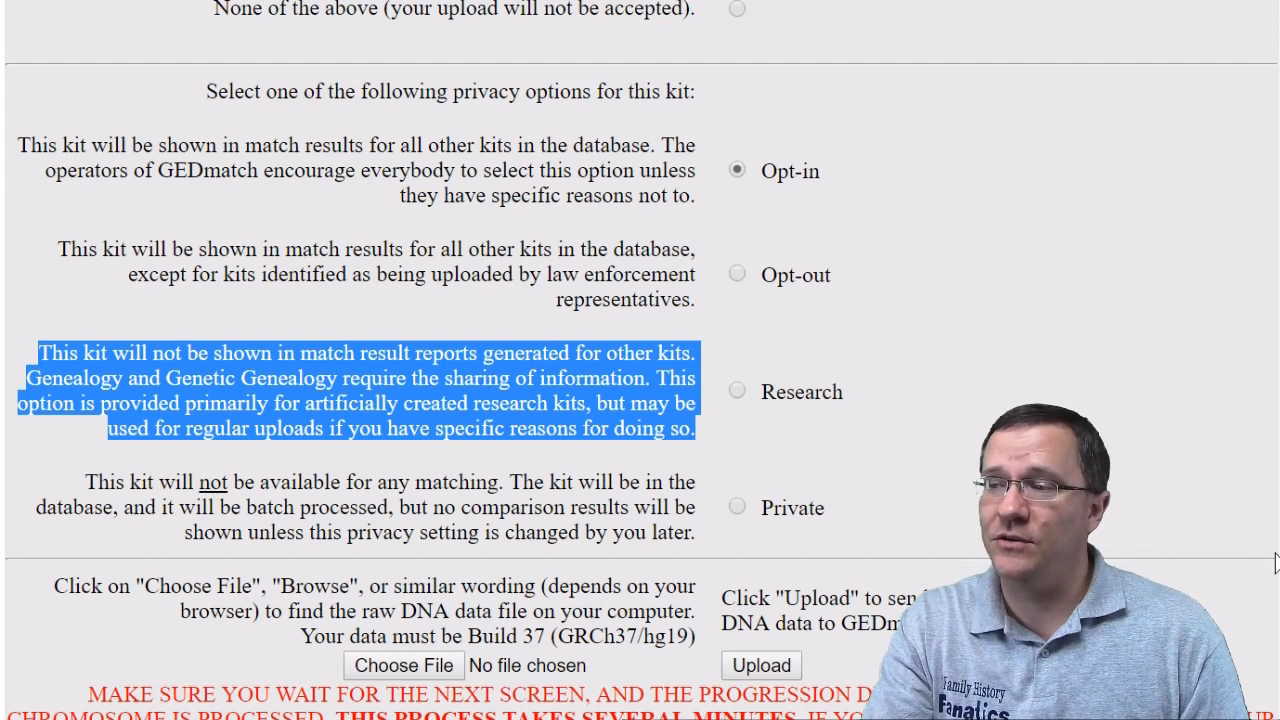 None of the above (your upload will not be accepted).
Select one of the following privacy options for this kit:
This kit will be shown in match results for all other kits in the database. The
operators of GEDmatch encourage everybody to select this option unless
they have specific reasons not to.
Opt-in
This kit will be shown in match results for all other kits in the database,
except for kits identified as being uploaded by law enforcement
representatives.
Opt-out
This kit will not be shown in match result reports generated for other kits.
Genealogy and Genetic Genealogy require the sharing of information. This
option is provided primarily for artificially created research kits, but may be
used for regular uploads if you have specific reasons for doing so.
Research
This kit will not be available for any matching. The kit will be in the
database, and it will be batch processed, but no comparison results will be
shown unless this privacy setting is changed by you later.
Private
Click on "Choose File", "Browse", or similar wording (depends on your
browser) to find the raw DNA data file on your computer.
Your data must be Build 37 (GRCh37/hg19)
Choose File No file chosen
Click "Upload" to
DNA data to
Upload
MAKE SURE YOU WAIT FOR THE NEXT SCREEN, AND THE PROGRESSION
CHROMOSOME IS PROCESSED. THIS PROCESS TAKES SEVERAL MINUTES. IF
Family History
Fanatics